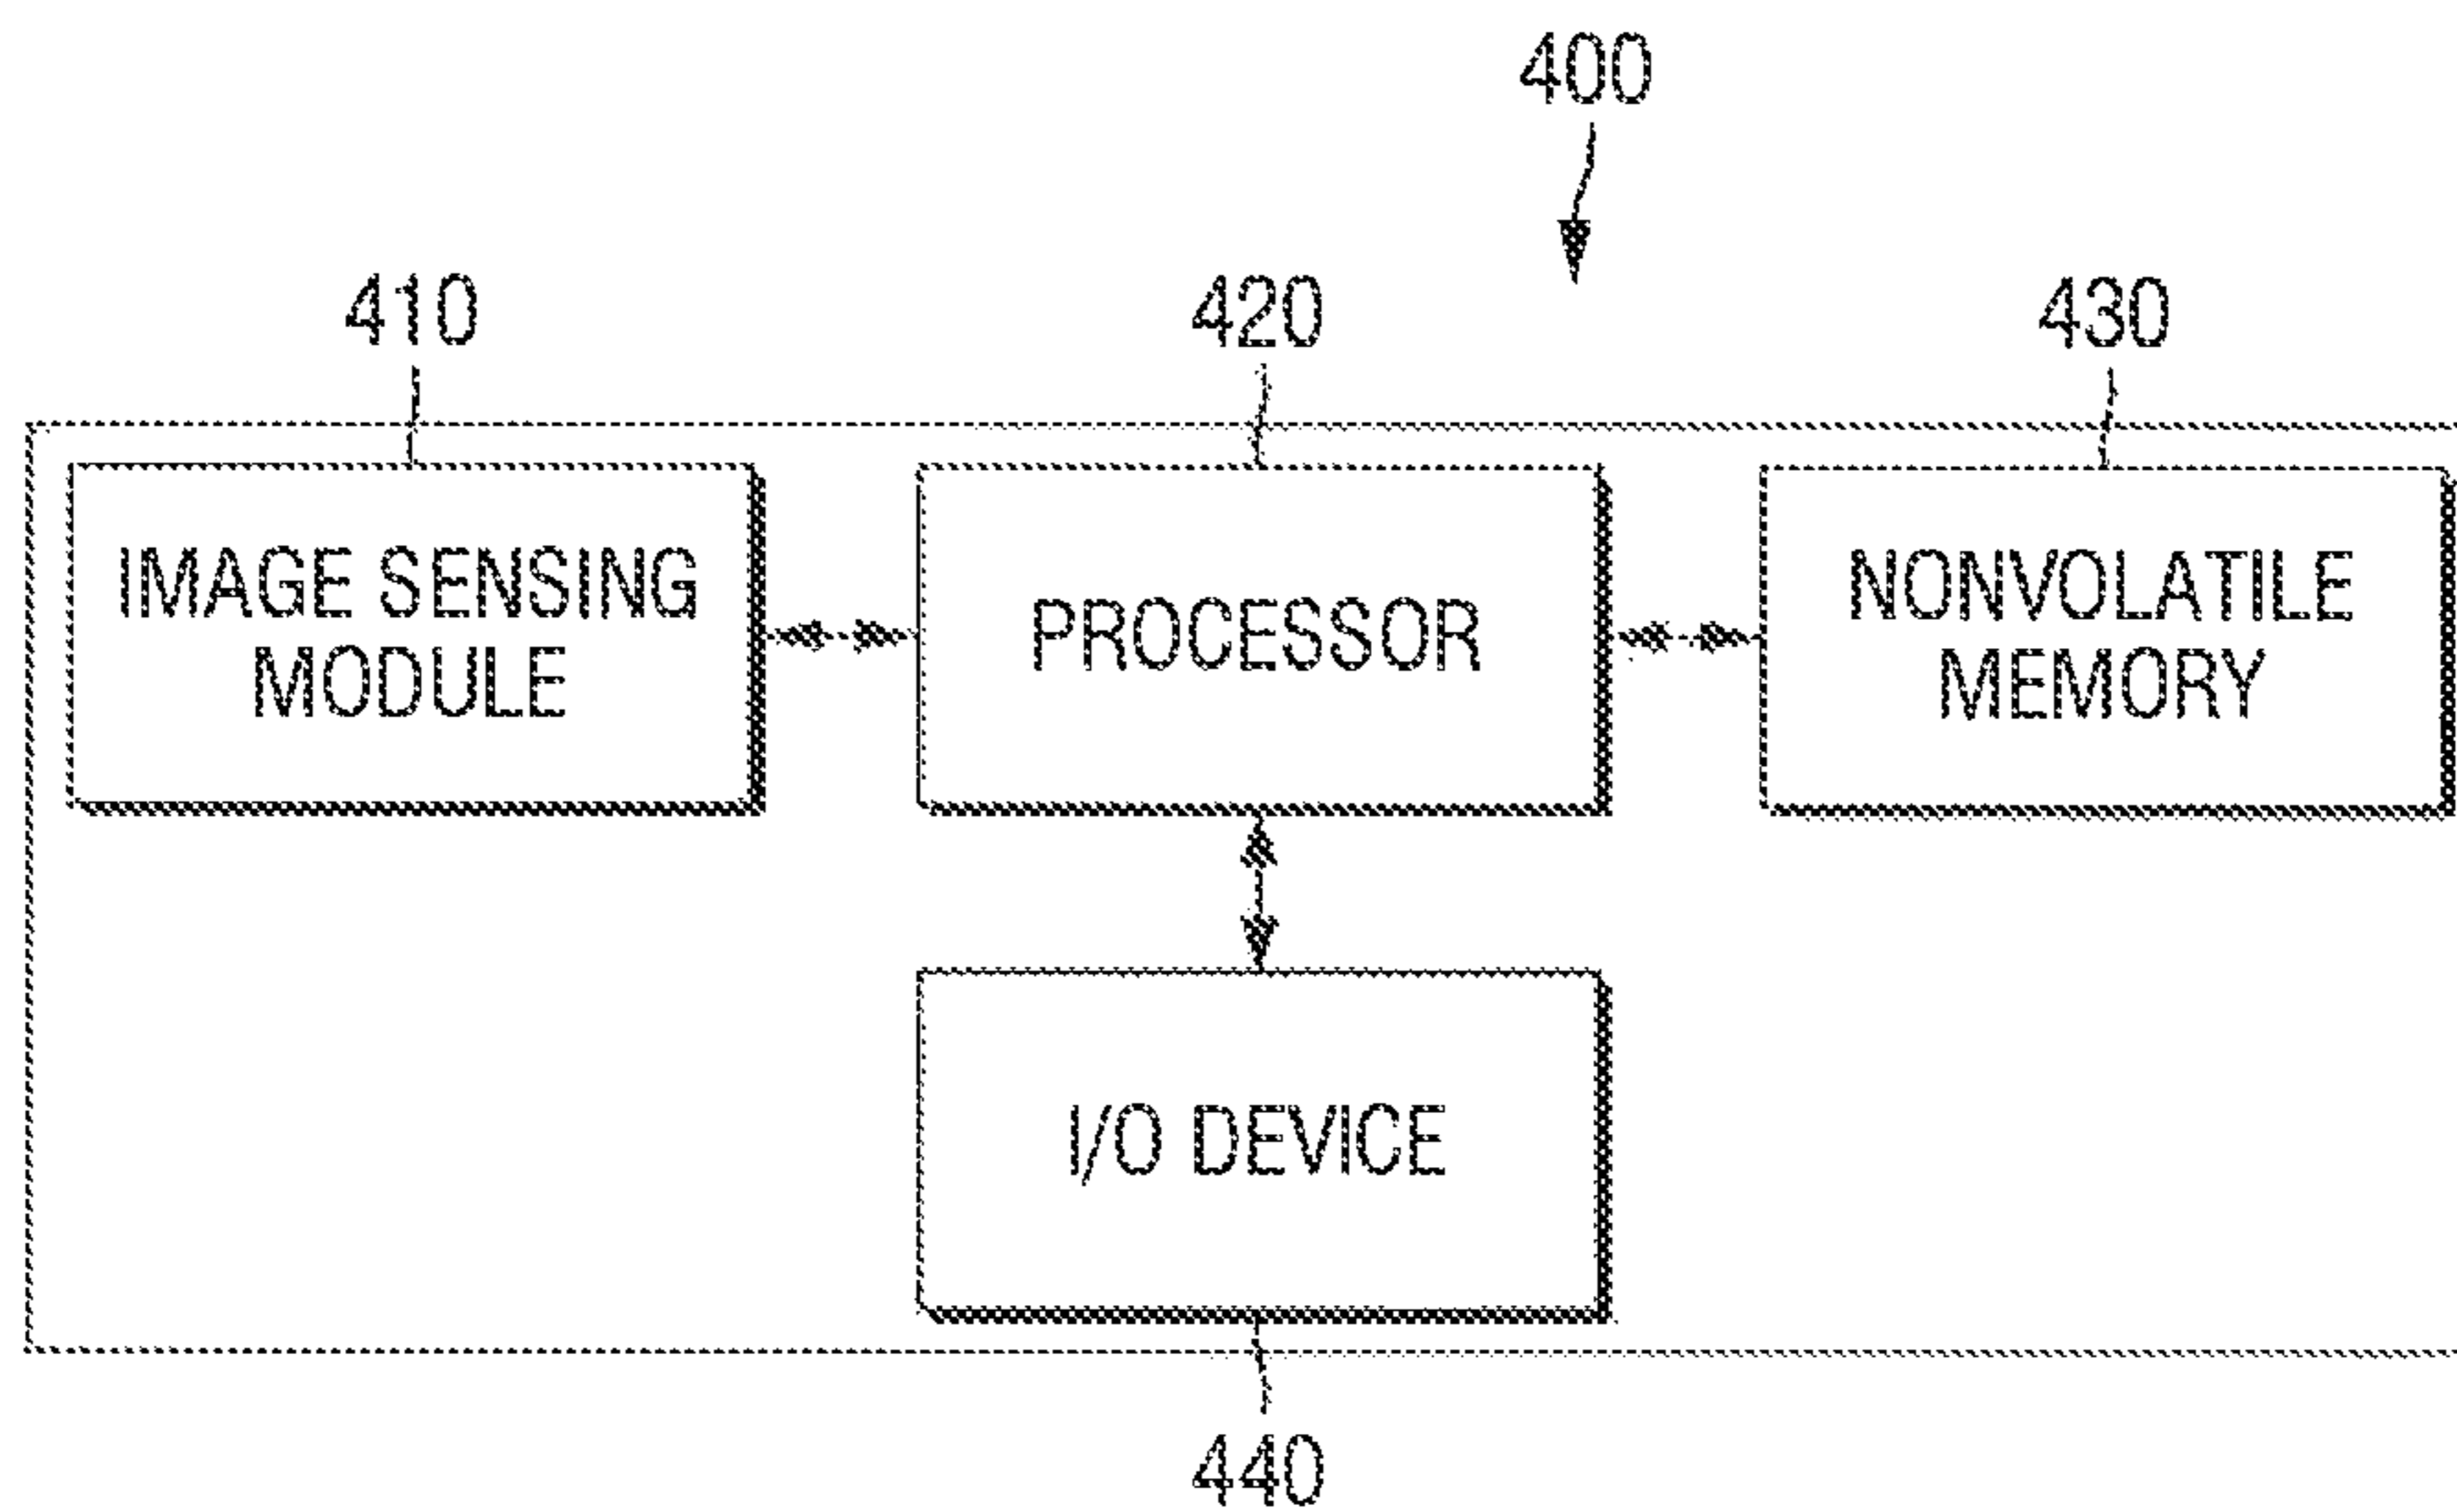 400
410
420
430
IMAGE SENSING
MODULE
PROCESSOR
NONVOLATILE
MEMORY
I/O DEVICE
440